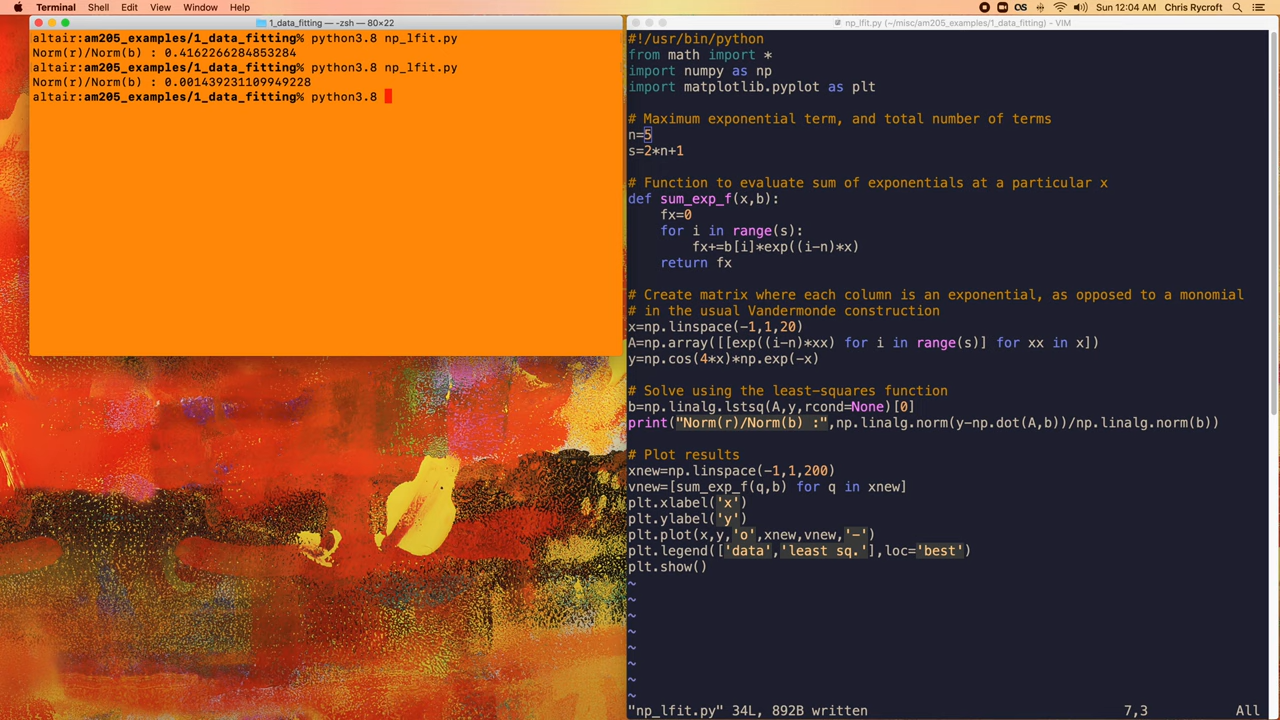 Terminal Shell Edit View Window Help
Sun 12:04 AM Chris Rycroft
1_data_fitting — -zsh — 80×22
altair:am205_examples/1_data_fitting% python3.8 np_lfit.py
Norm(r)/Norm(b) : 0.4162266284853284
altair:am205_examples/1_data_fitting% python3.8 np_lfit.py
Norm(r)/Norm(b) : 0.001439231109949228
altair:am205_examples/1_data_fitting% python3.8
np_lfit.py (~/misc/am205_examples/1_data_fitting) - VIM
#!/usr/bin/python
from math import *
import numpy as np
import matplotlib.pyplot as plt
# Maximum exponential term, and total number of terms
n=5
s=2*n+1
# Function to evaluate sum of exponentials at a particular x
def sum_exp_f(x,b):
    fx=0
    for i in range(s):
        fx+=b[i]*exp((i-n)*x)
    return fx
# Create matrix where each column is an exponential, as opposed to a monomial
# in the usual Vandermonde construction
x=np.linspace(-1,1,20)
A=np.array([[exp((i-n)*xx) for i in range(s)] for xx in x])
y=np.cos(4*x)*np.exp(-x)
# Solve using the least-squares function
b=np.linalg.lstsq(A,y,rcond=None)[0]
print("Norm(r)/Norm(b) :",np.linalg.norm(y-np.dot(A,b))/np.linalg.norm(b))
# Plot results
xnew=np.linspace(-1,1,200)
vnew=[sum_exp_f(q,b) for q in xnew]
plt.xlabel('x')
plt.ylabel('y')
plt.plot(x,y,'o',xnew,vnew,'-')
plt.legend(['data','least sq.'],loc='best')
plt.show()
~
~
~
~
~
~
~
~
"np_lfit.py" 34L, 892B written 7,3 All